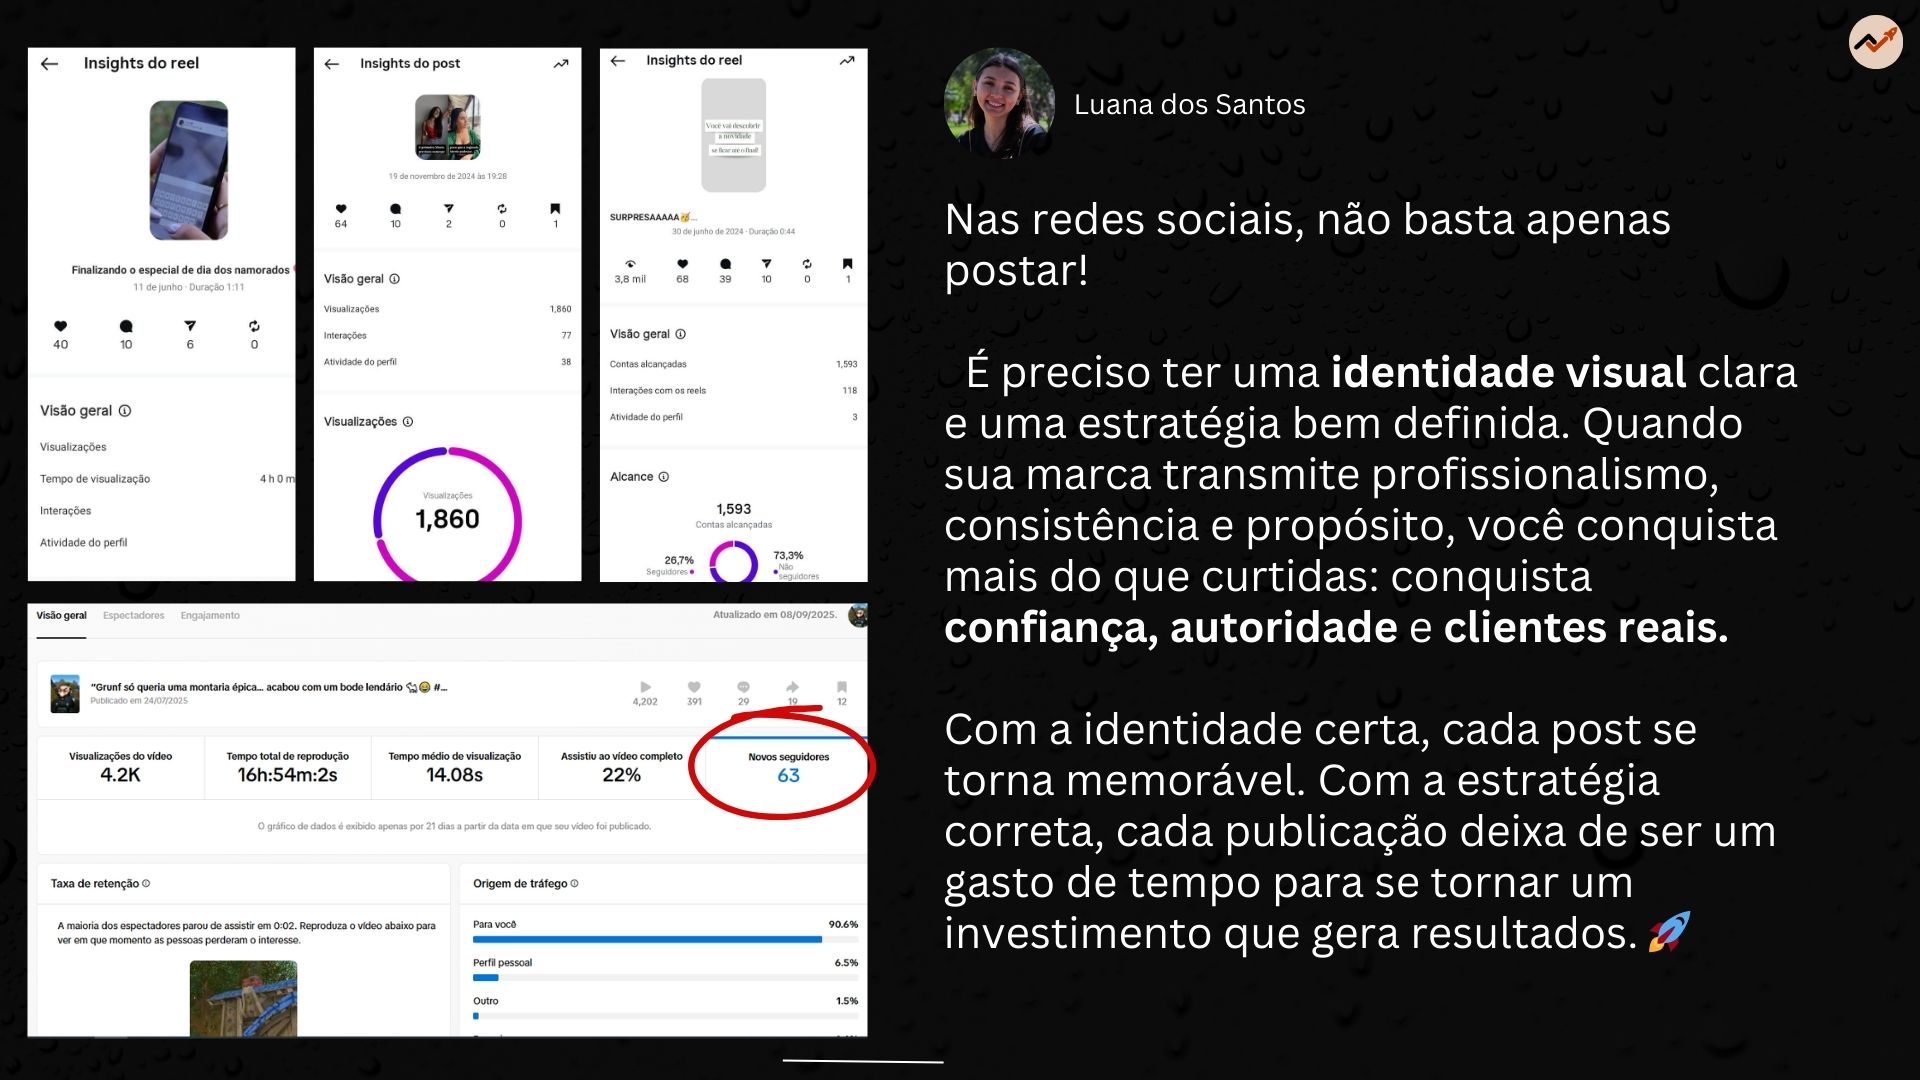 Insights do reel
Finalizando o especial de dia dos namorados
11 de junho · Duração 1:11
40 10 6 0
Visão geral
Visualizações
Tempo de visualização 4 h 0 m
Interações
Atividade do perfil
Insights do post
19 de novembro de 2024 às 19:28
64 10 2 0 1
Visão geral
Visualizações 1,860
Interações 77
Atividade do perfil 38
Visualizações
Visualizações
1,860
Insights do reel
Você vai descobrir
a novidade
se ficar até o final!
SURPRESAAAAA🥳...
30 de junho de 2024 · Duração 0:44
3,8 mil 68 39 10 0 1
Visão geral
Contas alcançadas 1,593
Interações com os reels 118
Atividade do perfil 3
Alcance
1,593
Contas alcançadas
26,7%
Seguidores
73,3%
Não
seguidores
Visão geral Espectadores Engajamento Atualizado em 08/09/2025.
"Grunf só queria uma montaria épica... acabou com um bode lendário 🐐😂 #...
Publicado em 24/07/2025
4,202 391 29 19 12
Visualizações do vídeo
4.2K
Tempo total de reprodução
16h:54m:2s
Tempo médio de visualização
14.08s
Assistiu ao vídeo completo
22%
Novos seguidores
63
O gráfico de dados é exibido apenas por 21 dias a partir da data em que seu vídeo foi publicado.
Taxa de retenção
A maioria dos espectadores parou de assistir em 0:02. Reproduza o vídeo abaixo para
ver em que momento as pessoas perderam o interesse.
Origem de tráfego
Para você 90.6%
Perfil pessoal 6.5%
Outro 1.5%
Luana dos Santos
Nas redes sociais, não basta apenas
postar!
É preciso ter uma identidade visual clara
e uma estratégia bem definida. Quando
sua marca transmite profissionalismo,
consistência e propósito, você conquista
mais do que curtidas: conquista
confiança, autoridade e clientes reais.
Com a identidade certa, cada post se
torna memorável. Com a estratégia
correta, cada publicação deixa de ser um
gasto de tempo para se tornar um
investimento que gera resultados. 🚀